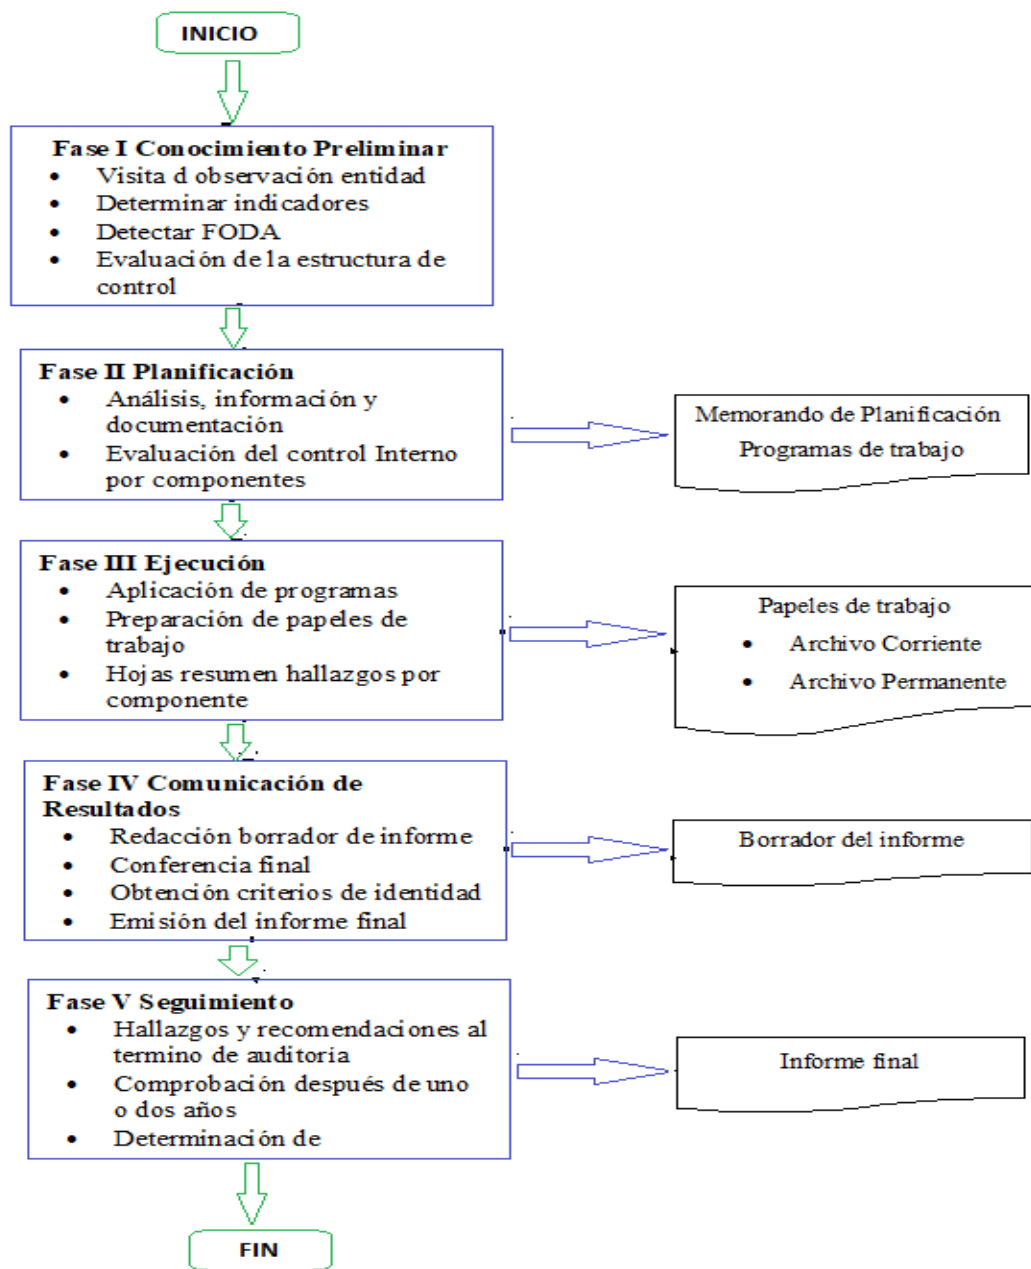 INICIO
Fase I Conocimiento Preliminar
• Visita d observación entidad
• Determinar indicadores
• Detectar FODA
• Evaluación de la estructura de
control
Fase II Planificación
• Análisis, información y
documentación
• Evaluación del control Interno
por componentes
Memorando de Planificación
Programas de trabajo
Fase III Ejecución
• Aplicación de programas
• Preparación de papeles de
trabajo
• Hojas resumen hallazgos por
componente
Papeles de trabajo
• Archivo Corriente
• Archivo Permanente
Fase IV Comunicación de
Resultados
• Redacción borrador de informe
• Conferencia final
• Obtención criterios de identidad
• Emisión del informe final
Borrador del informe
Fase V Seguimiento
• Hallazgos y recomendaciones al
termino de auditoría
• Comprobación después de uno
o dos años
• Determinación de
Informe final
FIN